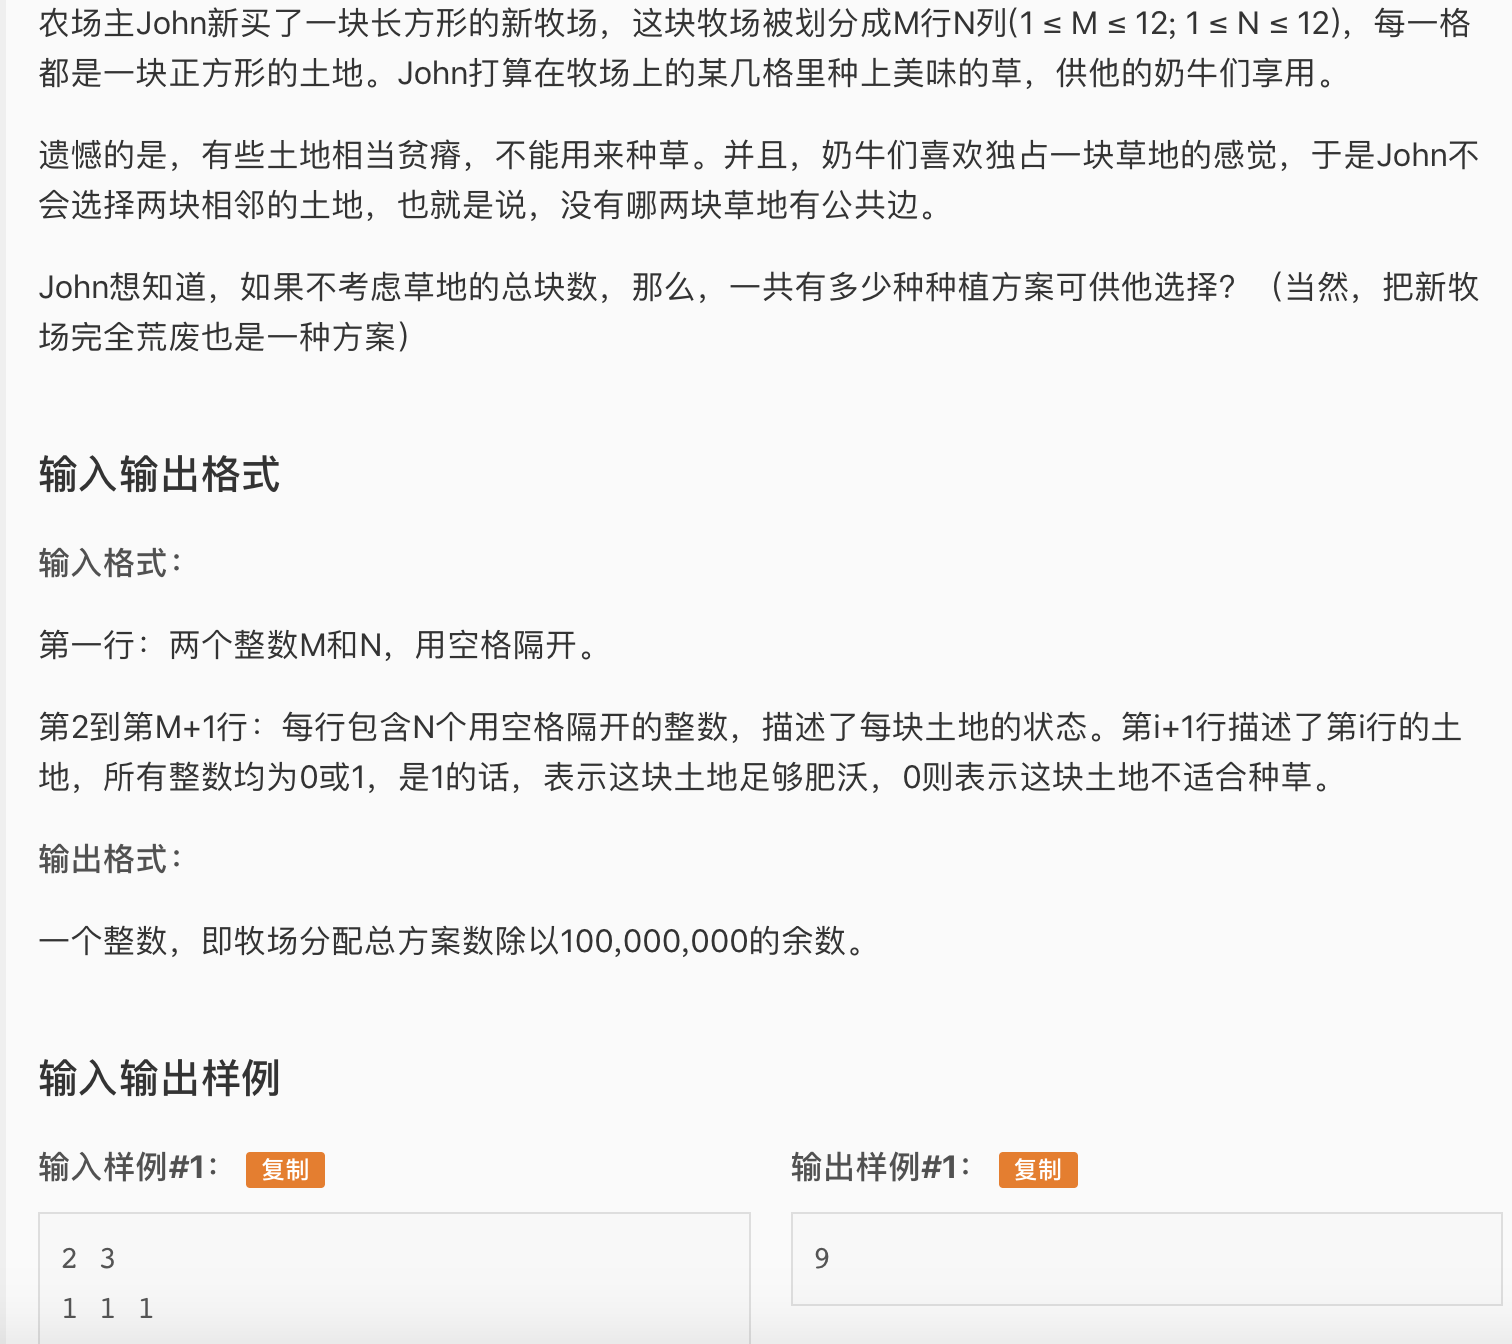 农场主John新买了一块长方形的新牧场，这块牧场被划分成M行N列(1 ≤ M ≤ 12; 1 ≤ N ≤ 12)，每一格
都是一块正方形的土地。John打算在牧场上的某几格里种上美味的草，供他的奶牛们享用。
遗憾的是，有些土地相当贫瘠，不能用来种草。并且，奶牛们喜欢独占一块草地的感觉，于是John不
会选择两块相邻的土地，也就是说，没有哪两块草地有公共边。
John想知道，如果不考虑草地的总块数，那么，一共有多少种种植方案可供他选择？（当然，把新牧
场完全荒废也是一种方案）
输入输出格式
输入格式：
第一行：两个整数M和N，用空格隔开。
第2到第M+1行：每行包含N个用空格隔开的整数，描述了每块土地的状态。第i+1行描述了第i行的土
地，所有整数均为0或1，是1的话，表示这块土地足够肥沃，0则表示这块土地不适合种草。
输出格式：
一个整数，即牧场分配总方案数除以100,000,000的余数。
输入输出样例
输入样例#1： 复制
输出样例#1： 复制
2 3
1 1 1
9